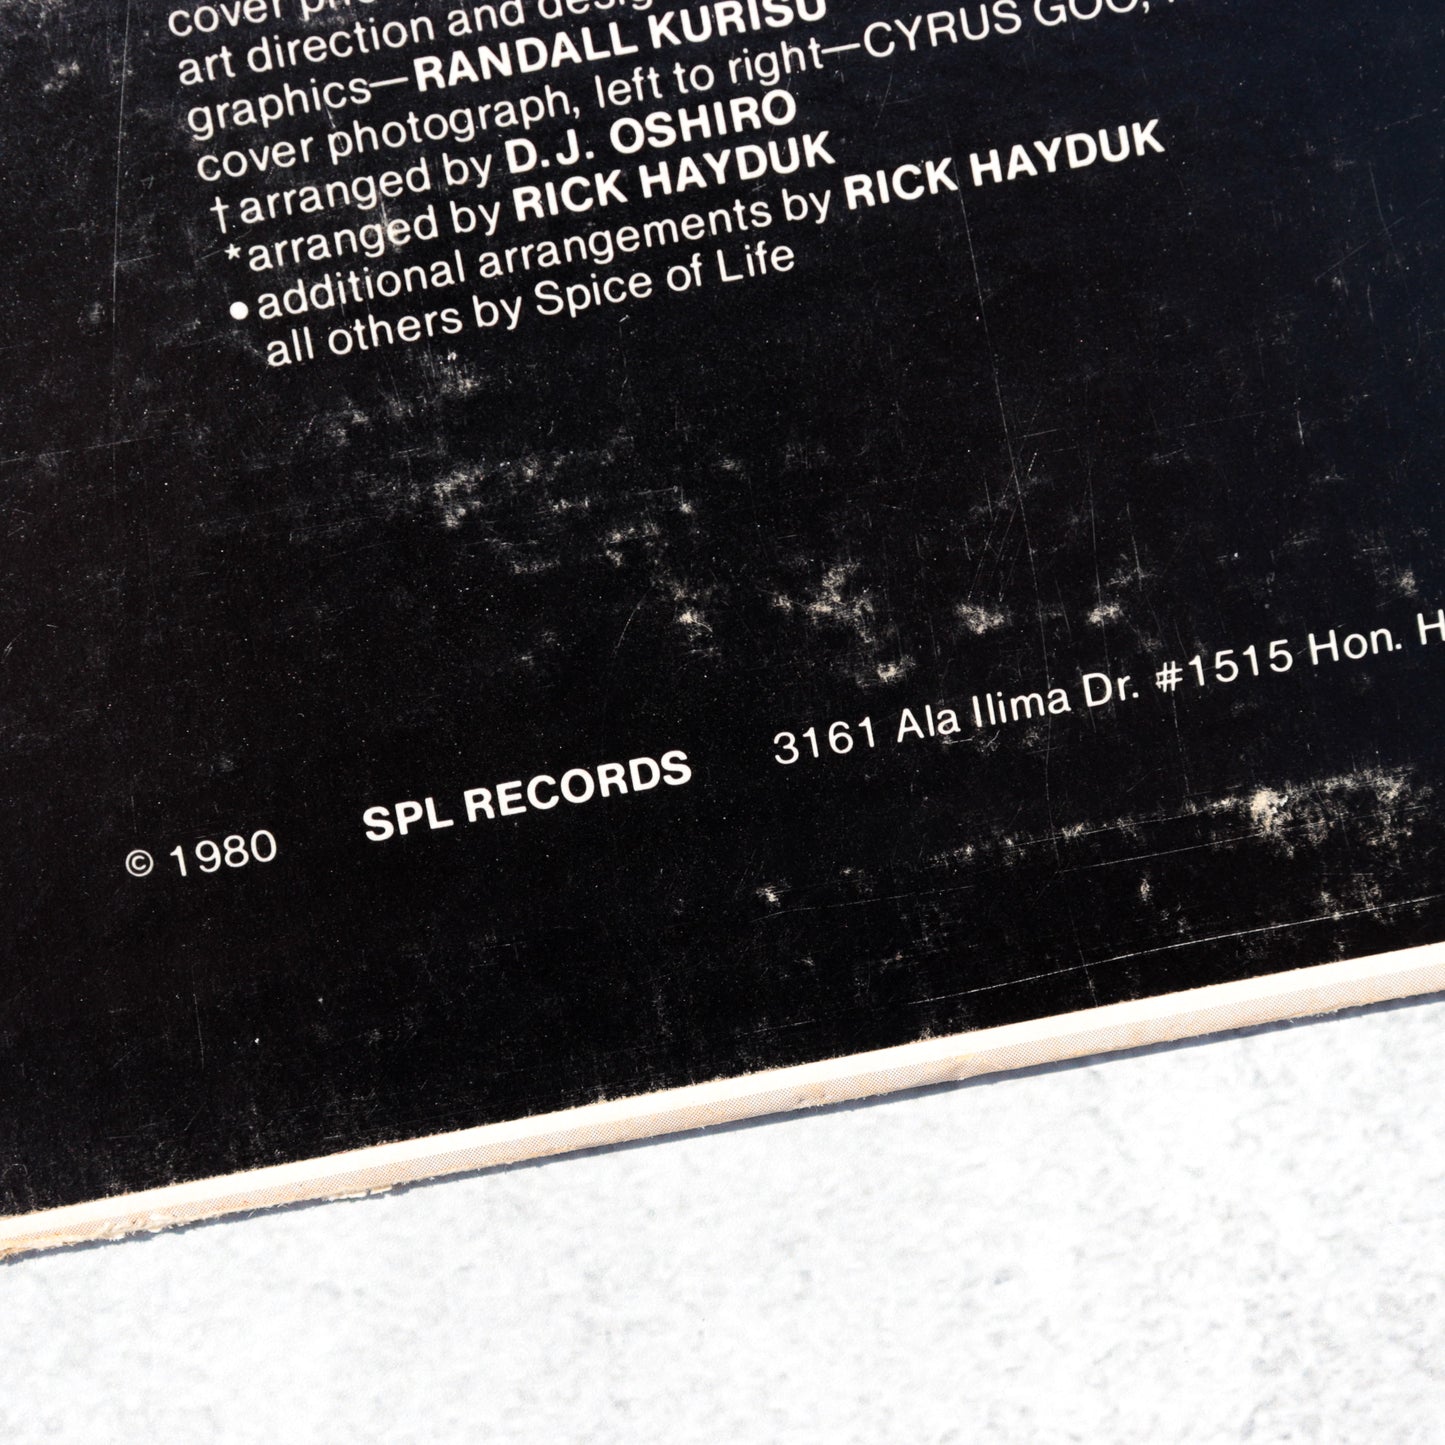 cover
art direction and
graphics—RANDALL KURISU
cover photograph, left to right—CYRUS GOO,
†arranged by D.J. OSHIRO
*arranged by RICK HAYDUK
●additional arrangements by RICK HAYDUK
all others by Spice of Life
© 1980 SPL RECORDS 3161 Ala Ilima Dr. #1515 Hon.